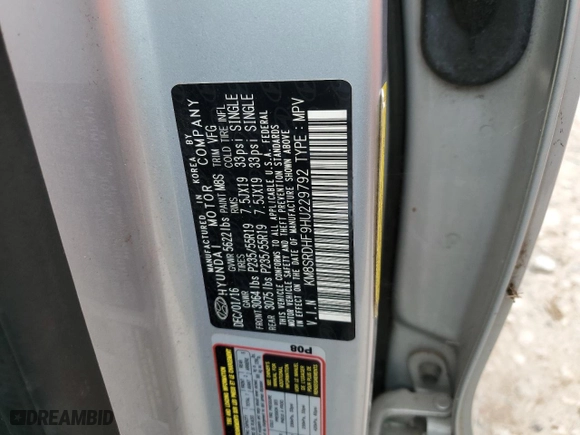 MANUFACTURED IN KOREA BY
HYUNDAI MOTOR COMPANY
DEC/01/16 GVWR 5622lbs PAINT M8S TRIM VFG
GAWR TIRES RIMS COLD TIRE INFL
FRONT 3064lbs P235/55R19 7.5JX19 33psi SINGLE
REAR 3075lbs P235/55R19 7.5JX19 33psi SINGLE
THIS VEHICLE CONFORMS TO ALL APPLICABLE U.S.A. FEDERAL
MOTOR VEHICLE SAFETY AND THEFT PREVENTION STANDARDS
IN EFFECT ON THE DATE OF MANUFACTURE SHOWN ABOVE
V.I.N KM8SRDHF9HU229792 TYPE : MPV
P08
DREAMBID